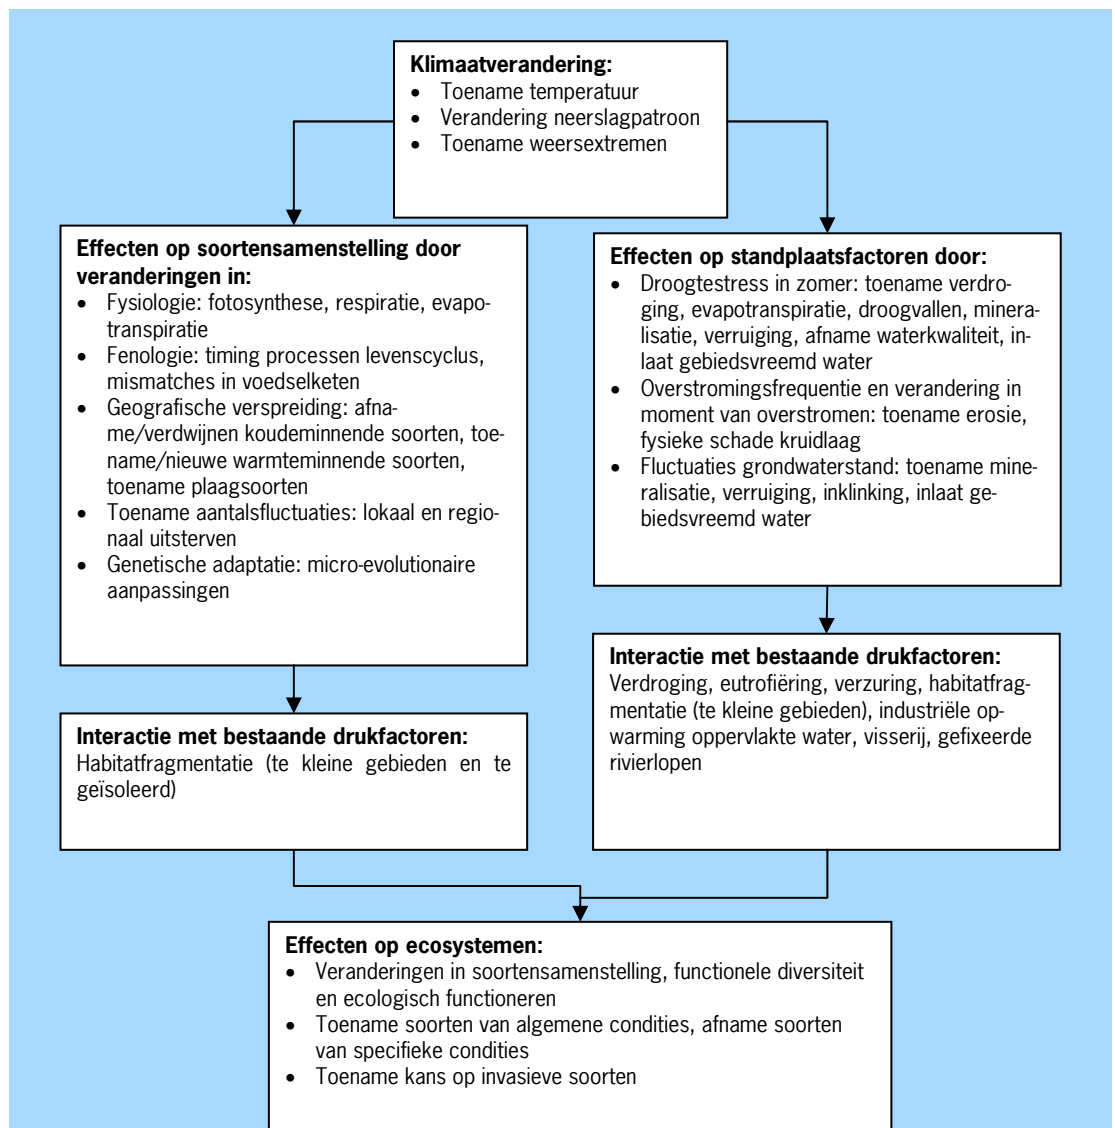 Klimaatverandering:
• Toename temperatuur
• Verandering neerslagpatroon
• Toename weersextremen
Effecten op soortensamenstelling door
veranderingen in:
• Fysiologie: fotosynthese, respiratie, evapo-
transpiratie
• Fenologie: timing processen levenscyclus,
mismatches in voedselketen
• Geografische verspreiding: afna-
me/verdwijnen koudeminnende soorten, toe-
name/nieuwe warmteminnende soorten,
toename plaagsoorten
• Toename aantalsfluctuaties: lokaal en regio-
naal uitsterven
• Genetische adaptatie: micro-evolutionaire
aanpassingen
Effecten op standplaatsfactoren door:
• Droogtestress in zomer: toename verdro-
ging, evapotranspiratie, droogvallen, minera-
lisatie, verruiging, afname waterkwaliteit, in-
laat gebiedsvreemd water
• Overstromingsfrequentie en verandering in
moment van overstromen: toename erosie,
fysieke schade kruidlaag
• Fluctuaties grondwaterstand: toename mine-
ralisatie, verruiging, inklinking, inlaat ge-
biedsvreemd water
Interactie met bestaande drukfactoren:
Habitatfragmentatie (te kleine gebieden en te
geïsoleerd)
Interactie met bestaande drukfactoren:
Verdroging, eutrofiëring, verzuring, habitatfrag-
mentatie (te kleine gebieden), industriële op-
warming oppervlakte water, visserij, gefixeerde
rivierlopen
Effecten op ecosystemen:
• Veranderingen in soortensamenstelling, functionele diversiteit
en ecologisch functioneren
• Toename soorten van algemene condities, afname soorten
van specifieke condities
• Toename kans op invasieve soorten